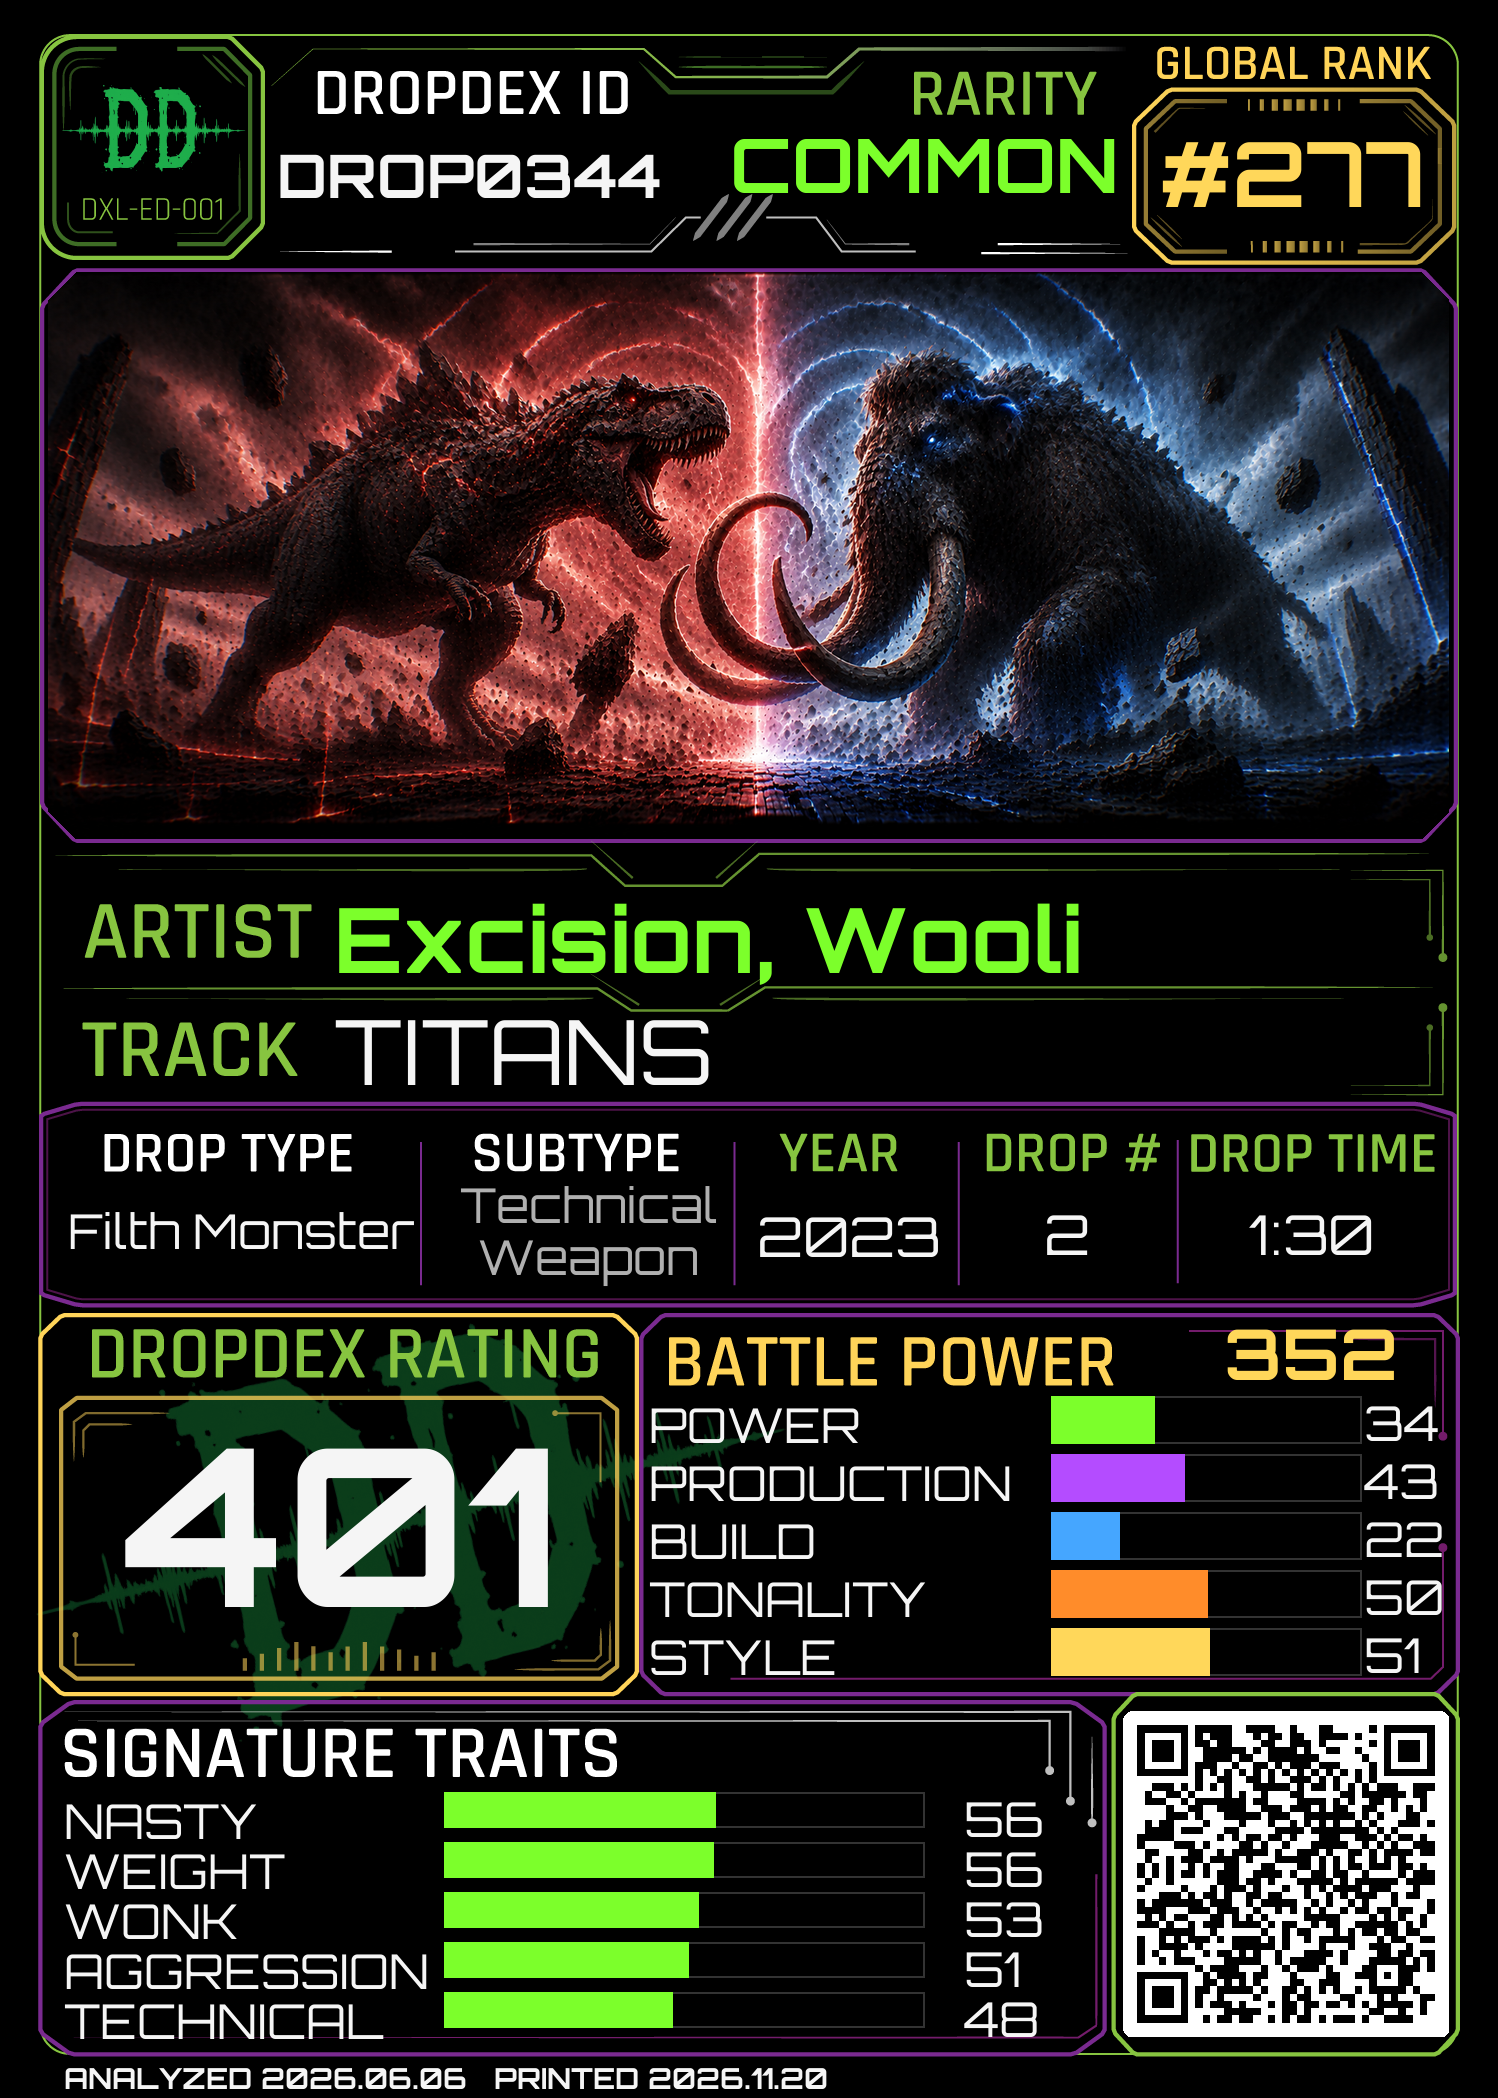 DD
DXL-ED-001
DROPDEX ID
DROP0344
RARITY
COMMON
GLOBAL RANK
#277
ARTIST Excision, Wooli
TRACK TITANS
DROP TYPE
Filth Monster
SUBTYPE
Technical
Weapon
YEAR
2023
DROP #
2
DROP TIME
1:30
DROPDEX RATING
401
BATTLE POWER 352
POWER 34
PRODUCTION 43
BUILD 22
TONALITY 50
STYLE 51
SIGNATURE TRAITS
NASTY 56
WEIGHT 56
WONK 53
AGGRESSION 51
TECHNICAL 48
ANALYZED 2026.06.06 PRINTED 2026.11.20